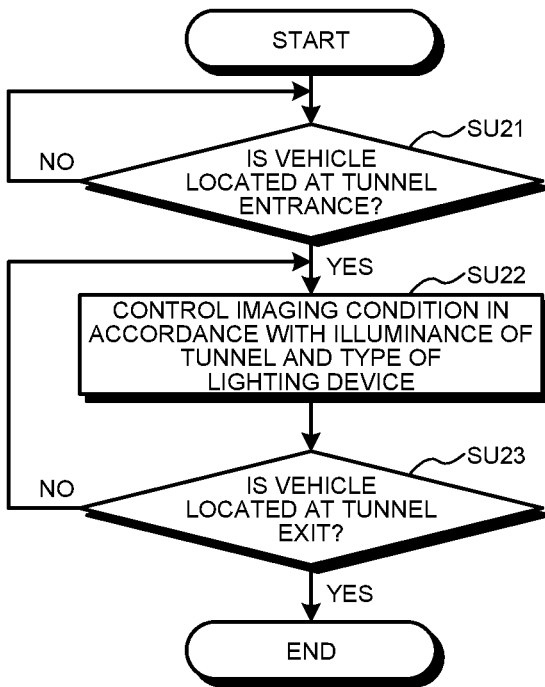 START
SU21
IS VEHICLE
LOCATED AT TUNNEL
ENTRANCE?
NO
YES
SU22
CONTROL IMAGING CONDITION IN
ACCORDANCE WITH ILLUMINANCE OF
TUNNEL AND TYPE OF
LIGHTING DEVICE
SU23
IS VEHICLE
LOCATED AT TUNNEL
EXIT?
NO
YES
END